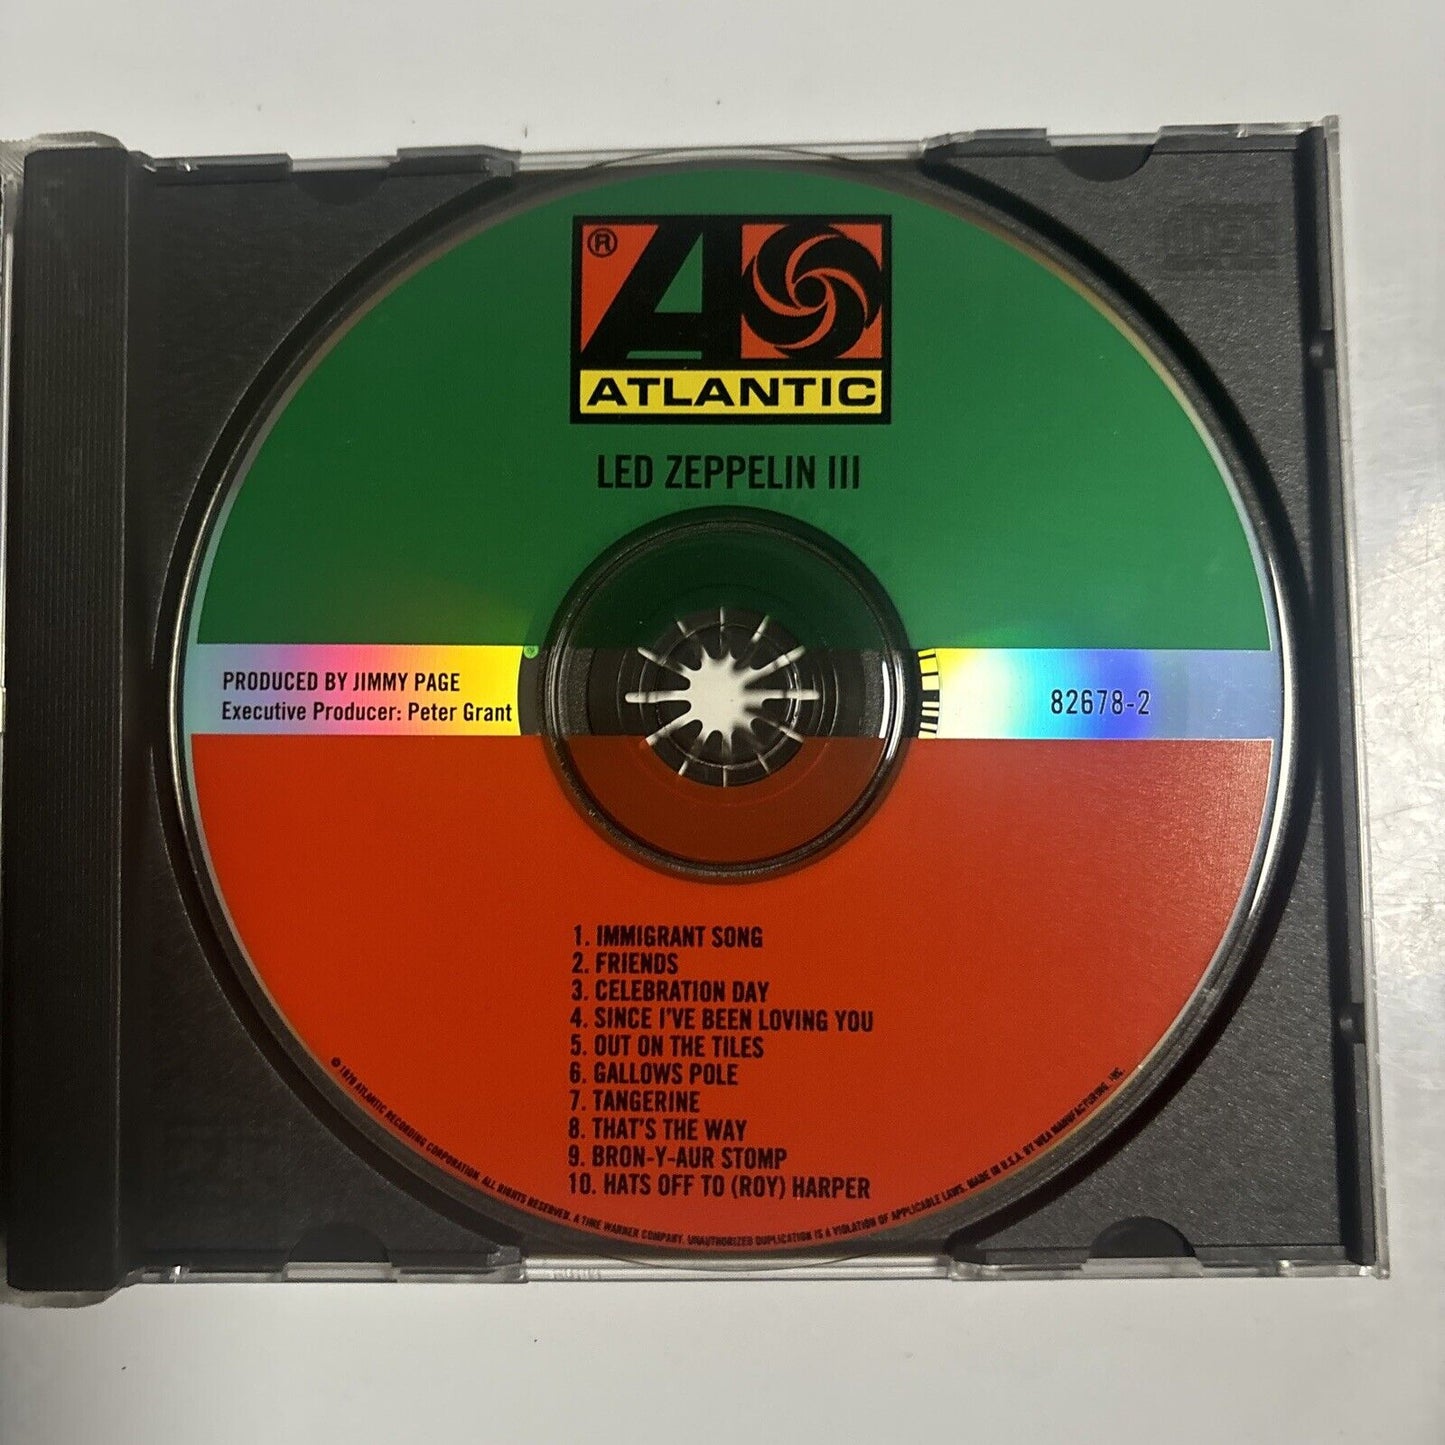 ®
ATLANTIC
LED ZEPPELIN III
PRODUCED BY JIMMY PAGE
Executive Producer: Peter Grant
82678-2
1. IMMIGRANT SONG
2. FRIENDS
3. CELEBRATION DAY
4. SINCE I'VE BEEN LOVING YOU
5. OUT ON THE TILES
6. GALLOWS POLE
7. TANGERINE
8. THAT'S THE WAY
9. BRON-Y-AUR STOMP
10. HATS OFF TO (ROY) HARPER
ATLANTIC RECORDING CORPORATION. ALL RIGHTS RESERVED. A TIME WARNER COMPANY. UNAUTHORIZED DUPLICATION IS A VIOLATION OF APPLICABLE LAWS. MADE IN U.S.A. BY WEA MANUFACTURING, INC.